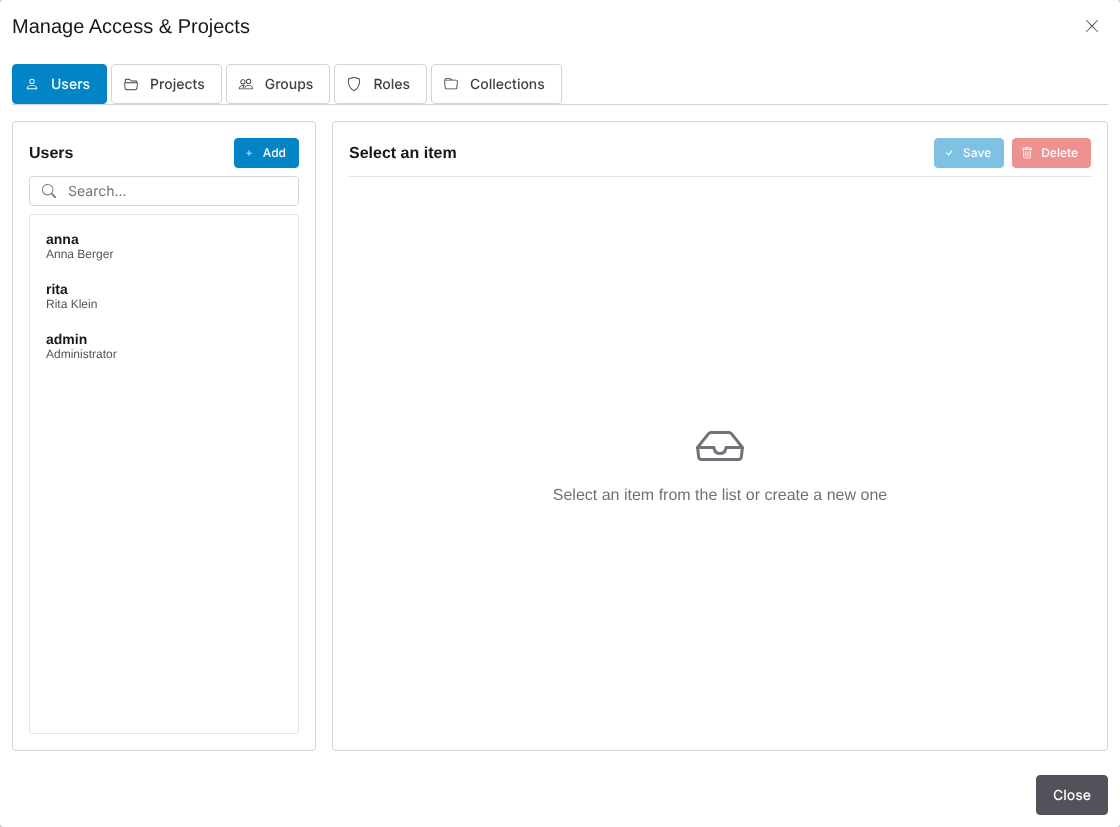 Manage Access & Projects
Users
Projects
Groups
Roles
Collections
Users
Add
Search...
anna
Anna Berger
rita
Rita Klein
admin
Administrator
Select an item
Save
Delete
Select an item from the list or create a new one
Close